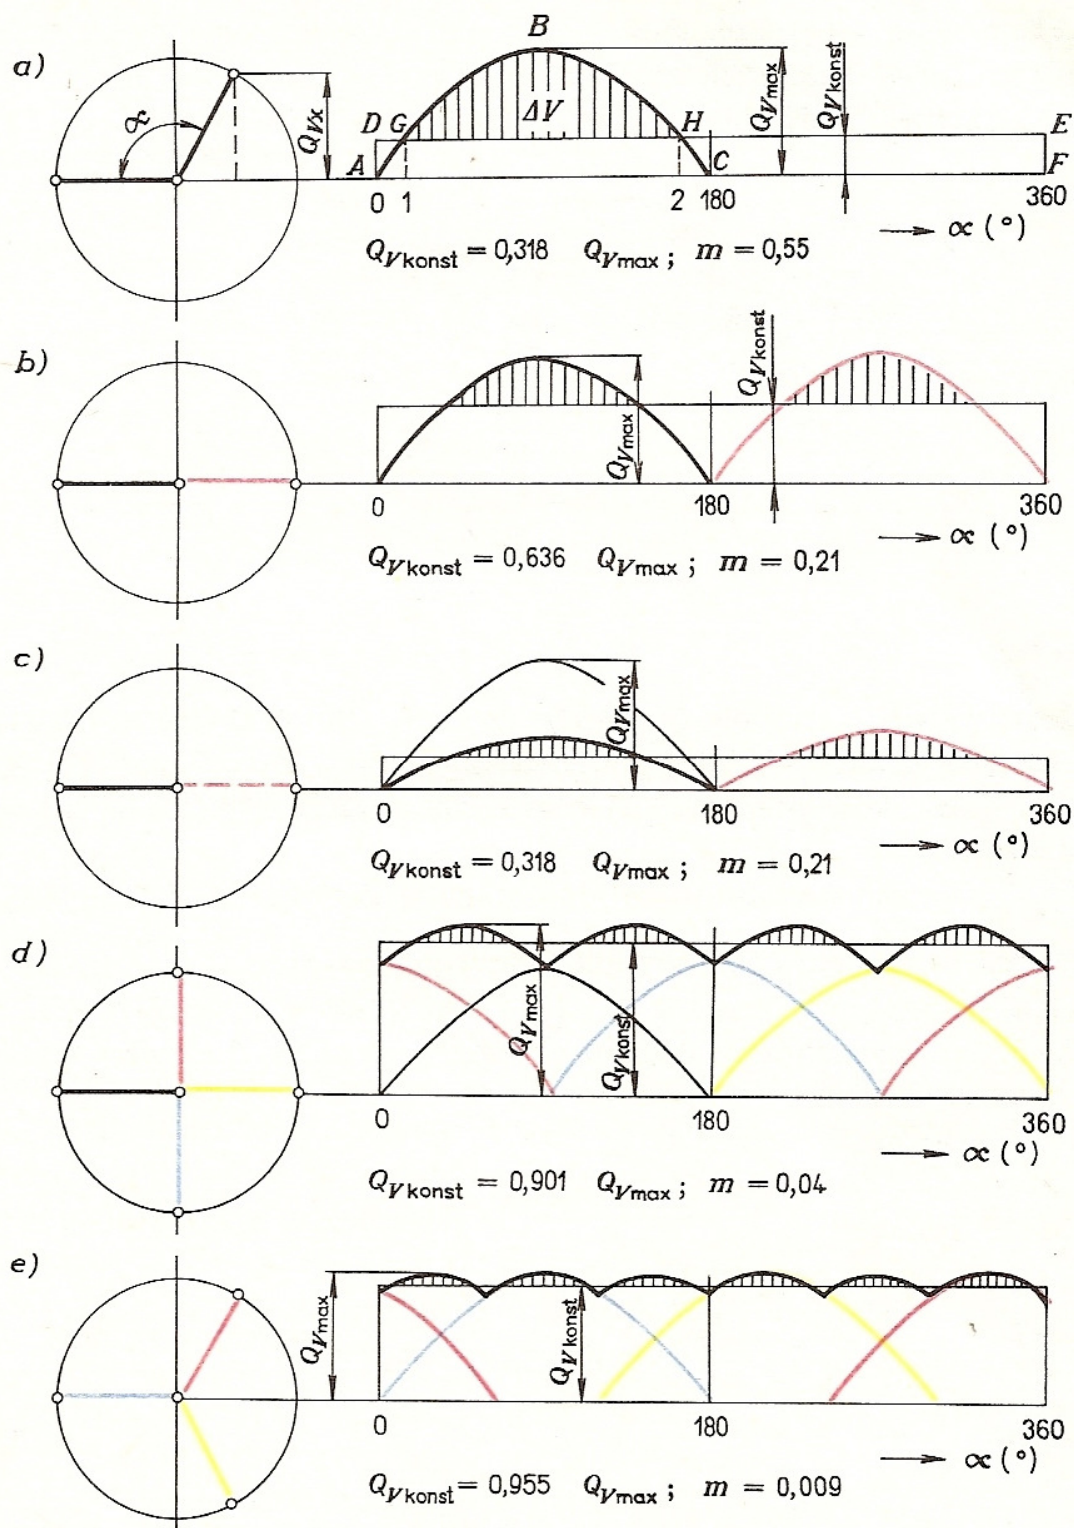 a)
α
Q_Vx
B
D G ΔV H
A C
Q_Vmax
Q_Vkonst
E
F
0 1 2 180 360
α (°)
Q_Vkonst = 0,318 Q_Vmax ; m = 0,55
b)
Q_Vmax
Q_Vkonst
0 180 360
α (°)
Q_Vkonst = 0,636 Q_Vmax ; m = 0,21
c)
Q_Vmax
0 180 360
α (°)
Q_Vkonst = 0,318 Q_Vmax ; m = 0,21
d)
Q_Vmax
Q_Vkonst
0 180 360
α (°)
Q_Vkonst = 0,901 Q_Vmax ; m = 0,04
e)
Q_Vmax
Q_Vkonst
0 180 360
α (°)
Q_Vkonst = 0,955 Q_Vmax ; m = 0,009